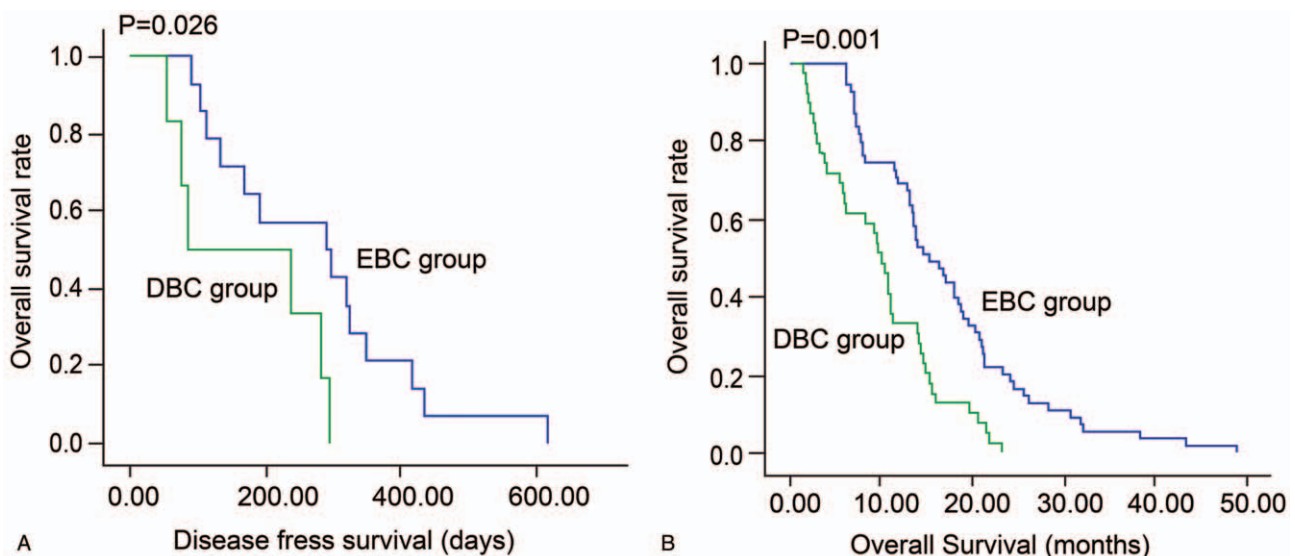 P=0.026
Overall survival rate
1.0
0.8
0.6
0.4
0.2
0.0
EBC group
DBC group
0.00 200.00 400.00 600.00
Disease fress survival (days)
A
P=0.001
Overall survival rate
1.0
0.8
0.6
0.4
0.2
0.0
EBC group
DBC group
0.00 10.00 20.00 30.00 40.00 50.00
Overall Survival (months)
B